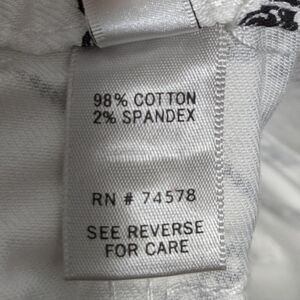 98% COTTON
2% SPANDEX
RN # 74578
SEE REVERSE
FOR CARE